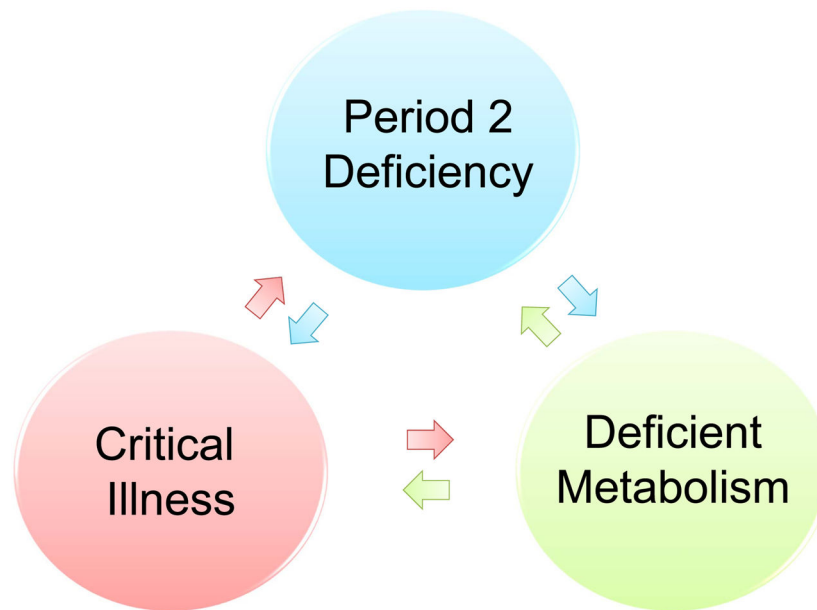 Period 2
Deficiency
Critical
Illness
Deficient
Metabolism